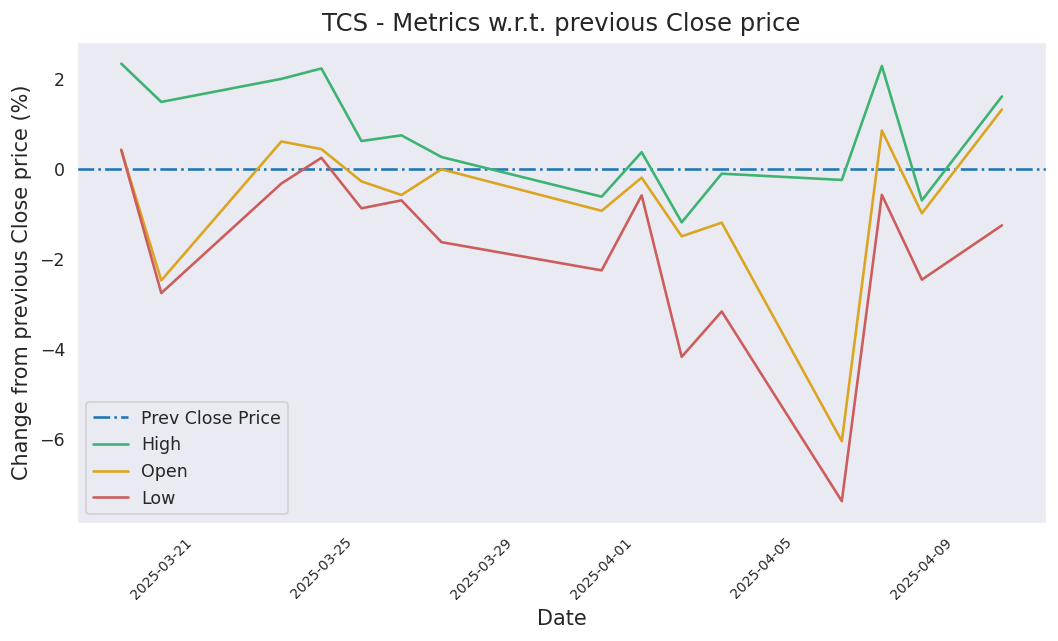 TCS - Metrics w.r.t. previous Close price
Change from previous Close price (%)
2
0
−2
−4
−6
Prev Close Price
High
Open
Low
2025-03-21
2025-03-25
2025-03-29
2025-04-01
2025-04-05
2025-04-09
Date